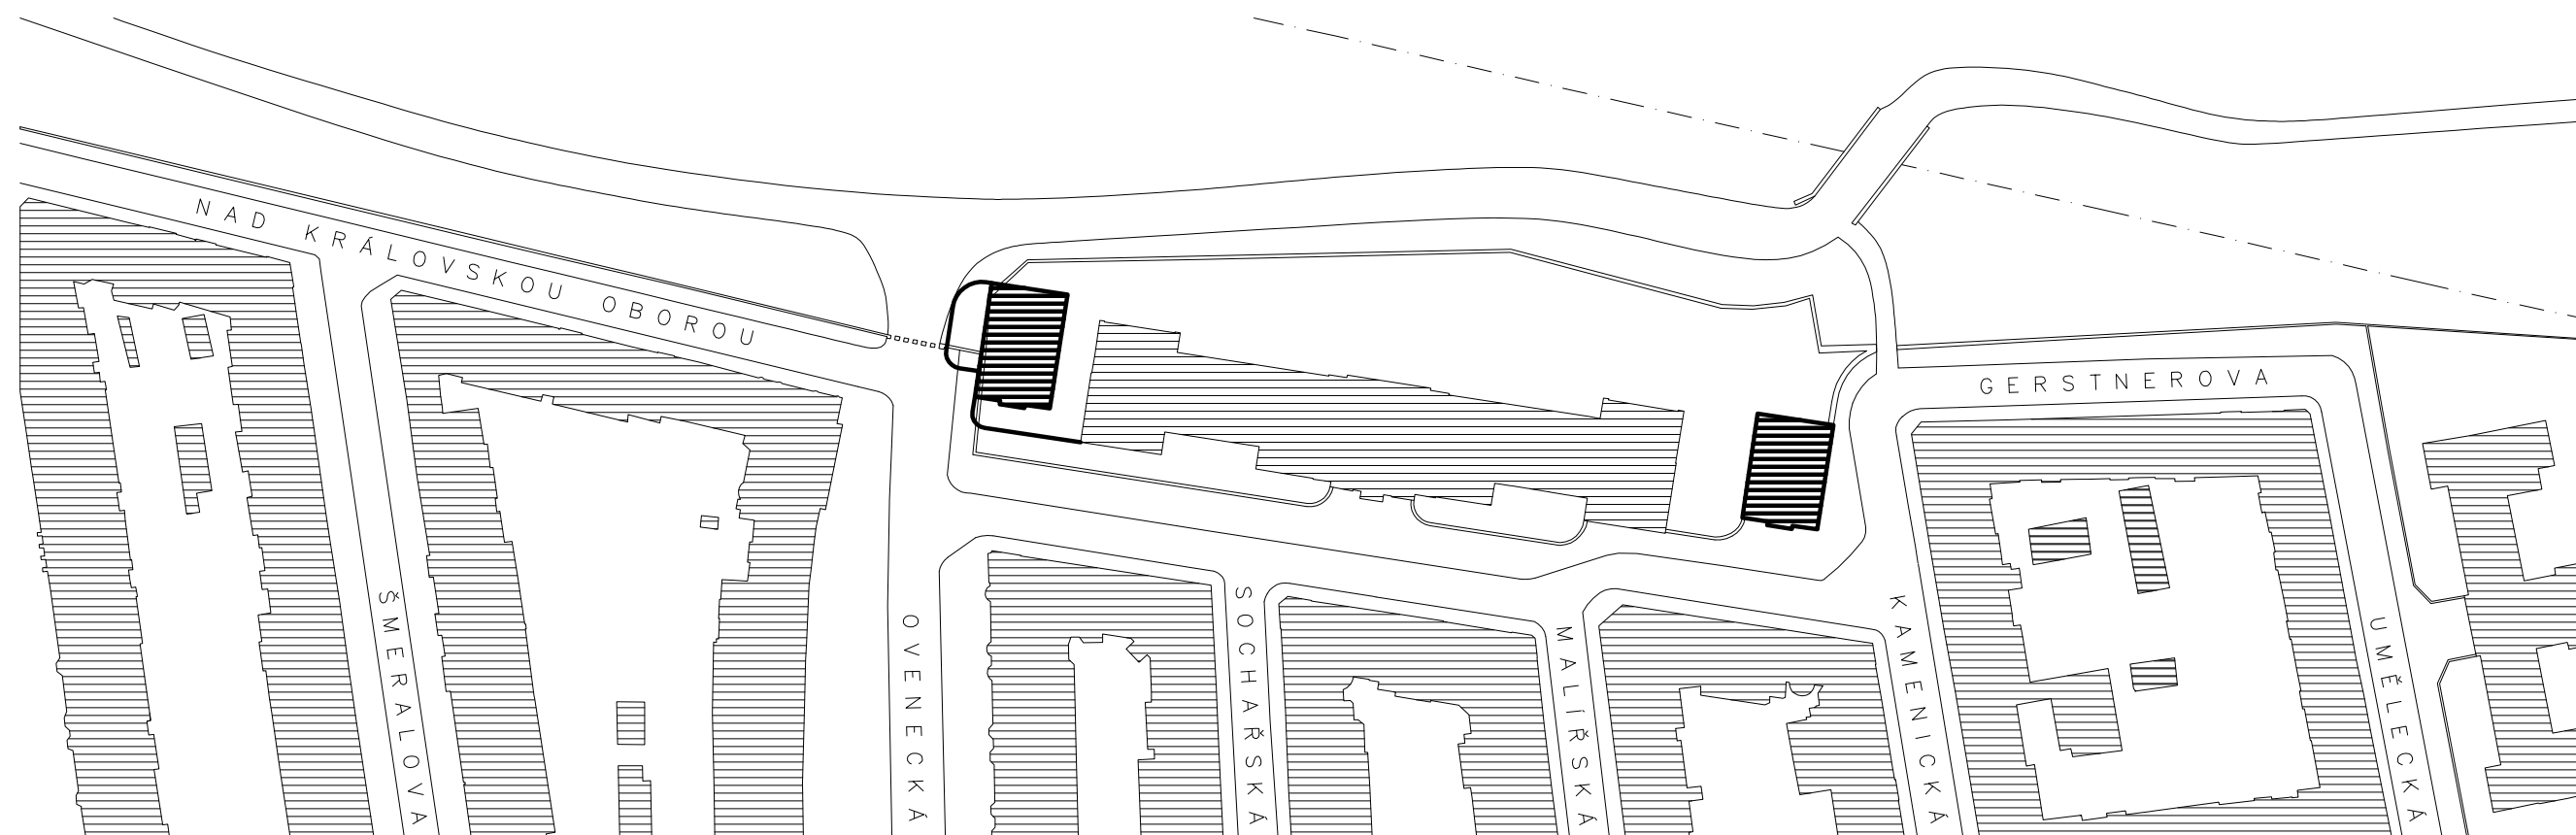 NAD KRÁLOVSKOU OBOROU
GERSTNEROVA
ŠMERALOVA
OVENECKÁ
SOCHAŘSKÁ
MALÍŘSKÁ
KAMENICKÁ
UMĚLECKÁ